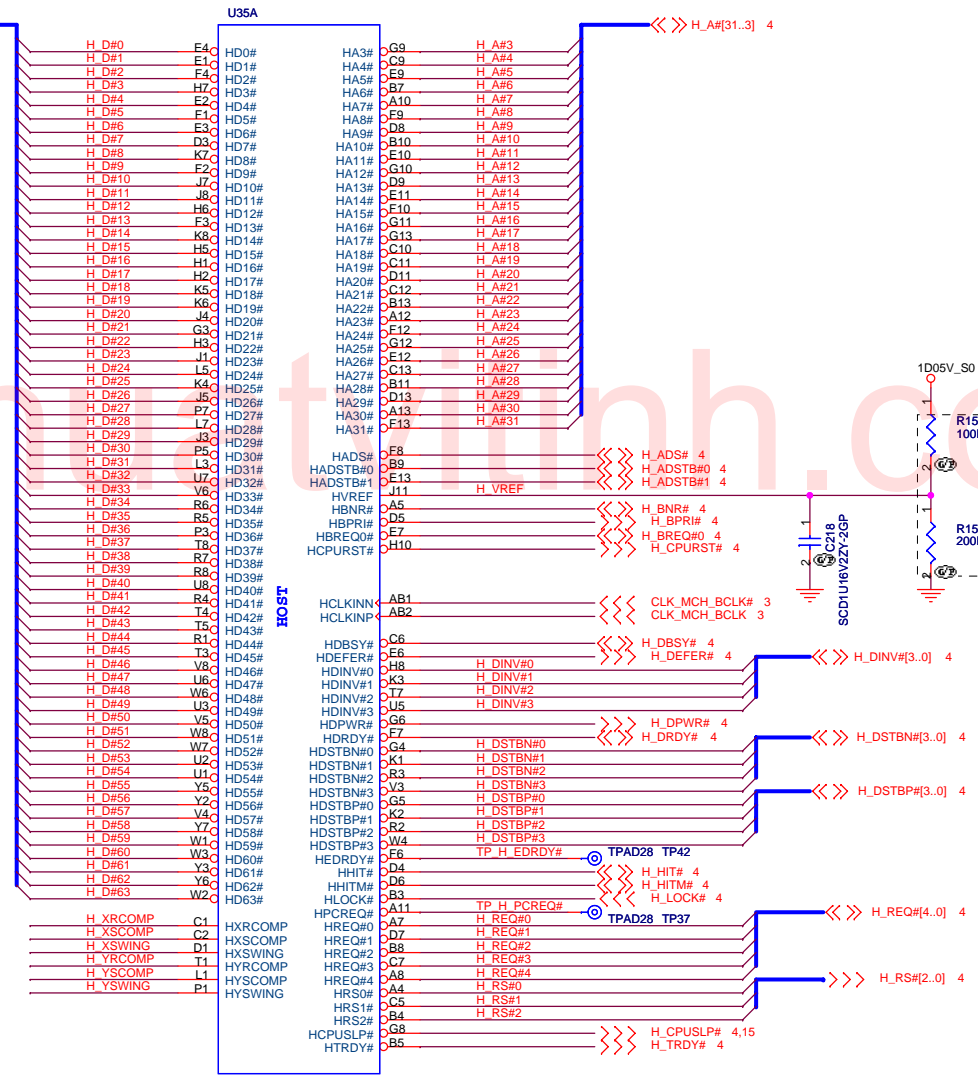 U35A
H_A#[31..3] 4
H_D#0 E4 HD0# HA3# G9 H_A#3
H_D#1 E1 HD1# HA4# C9 H_A#4
H_D#2 F4 HD2# HA5# E9 H_A#5
H_D#3 H7 HD3# HA6# B7 H_A#6
H_D#4 E2 HD4# HA7# A10 H_A#7
H_D#5 F1 HD5# HA8# F9 H_A#8
H_D#6 E3 HD6# HA9# D8 H_A#9
H_D#7 D3 HD7# HA10# B10 H_A#10
H_D#8 K7 HD8# HA11# E10 H_A#11
H_D#9 F2 HD9# HA12# G10 H_A#12
H_D#10 J7 HD10# HA13# D9 H_A#13
H_D#11 J8 HD11# HA14# E11 H_A#14
H_D#12 H6 HD12# HA15# F10 H_A#15
H_D#13 F3 HD13# HA16# G11 H_A#16
H_D#14 K8 HD14# HA17# G13 H_A#17
H_D#15 H5 HD15# HA18# C10 H_A#18
H_D#16 H1 HD16# HA19# C11 H_A#19
H_D#17 H2 HD17# HA20# D11 H_A#20
H_D#18 K5 HD18# HA21# C12 H_A#21
H_D#19 K6 HD19# HA22# B13 H_A#22
H_D#20 J4 HD20# HA23# A12 H_A#23
H_D#21 G3 HD21# HA24# F12 H_A#24
H_D#22 H3 HD22# HA25# G12 H_A#25
H_D#23 J1 HD23# HA26# E12 H_A#26
H_D#24 L5 HD24# HA27# C13 H_A#27
H_D#25 K4 HD25# HA28# B11 H_A#28
H_D#26 J5 HD26# HA29# D13 H_A#29
H_D#27 P7 HD27# HA30# A13 H_A#30
H_D#28 L7 HD28# HA31# F13 H_A#31
H_D#29 J3 HD29#
H_D#30 P5 HD30# HADS# F8 H_ADS# 4
H_D#31 L3 HD31# HADSTB#0 B9 H_ADSTB#0 4
H_D#32 U7 HD32# HADSTB#1 E13 H_ADSTB#1 4
H_D#33 V6 HD33# HVREF J11 H_VREF
H_D#34 R6 HD34# HBNR# A5 H_BNR# 4
H_D#35 R5 HD35# HBPRI# D5 H_BPRI# 4
H_D#36 P3 HD36# HBREQ0# E7 H_BREQ#0 4
H_D#37 T8 HD37# HCPURST# H10 H_CPURST# 4
H_D#38 R7 HD38#
H_D#39 R8 HD39#
H_D#40 U8 HD40#
H_D#41 R4 HD41# HCLKINN AB1 CLK_MCH_BCLK# 3
H_D#42 T4 HD42# HCLKINP AB2 CLK_MCH_BCLK 3
H_D#43 T5 HD43#
H_D#44 R1 HD44# HDBSY# C6 H_DBSY# 4
H_D#45 T3 HD45# HDEFER# E6 H_DEFER# 4
H_D#46 V8 HD46# HDINV#0 H8 H_DINV#0
H_D#47 U6 HD47# HDINV#1 K3 H_DINV#1
H_D#48 W6 HD48# HDINV#2 T7 H_DINV#2
H_D#49 U3 HD49# HDINV#3 U5 H_DINV#3
H_D#50 V5 HD50# HDPWR# G6 H_DPWR# 4
H_D#51 W8 HD51# HDRDY# F7 H_DRDY# 4
H_D#52 W7 HD52# HDSTBN#0 G4 H_DSTBN#0
H_D#53 U2 HD53# HDSTBN#1 K1 H_DSTBN#1
H_D#54 U1 HD54# HDSTBN#2 R3 H_DSTBN#2
H_D#55 Y5 HD55# HDSTBN#3 V3 H_DSTBN#3
H_D#56 Y2 HD56# HDSTBP#0 G5 H_DSTBP#0
H_D#57 V4 HD57# HDSTBP#1 K2 H_DSTBP#1
H_D#58 Y7 HD58# HDSTBP#2 R2 H_DSTBP#2
H_D#59 W1 HD59# HDSTBP#3 W4 H_DSTBP#3
H_D#60 W3 HD60# HEDRDY# F6 TP_H_EDRDY# TPAD28 TP42
H_D#61 Y3 HD61# HHIT# D4 H_HIT# 4
H_D#62 Y6 HD62# HHITM# D6 H_HITM# 4
H_D#63 W2 HD63# HLOCK# B3 H_LOCK# 4
HPCREQ# A11 TP_H_PCREQ# TPAD28 TP37
H_XRCOMP C1 HXRCOMP HREQ#0 A7 H_REQ#0
H_XSCOMP C2 HXSCOMP HREQ#1 D7 H_REQ#1
H_XSWING D1 HXSWING HREQ#2 B8 H_REQ#2
H_YRCOMP T1 HYRCOMP HREQ#3 C7 H_REQ#3
H_YSCOMP L1 HYSCOMP HREQ#4 A8 H_REQ#4
H_YSWING P1 HYSWING HRS0# A4 H_RS#0
HRS1# C5 H_RS#1
HRS2# B4 H_RS#2
HCPUSLP# G8 H_CPUSLP# 4,15
HTRDY# B5 H_TRDY# 4
HOST
1D05V_S0
1
R15
100
2
1
R15
200
2
1
2
C218
SCD1U16V2ZY-2GP
H_DINV#[3..0] 4
H_DSTBN#[3..0] 4
H_DSTBP#[3..0] 4
H_REQ#[4..0] 4
H_RS#[2..0] 4
huatvitinh.co